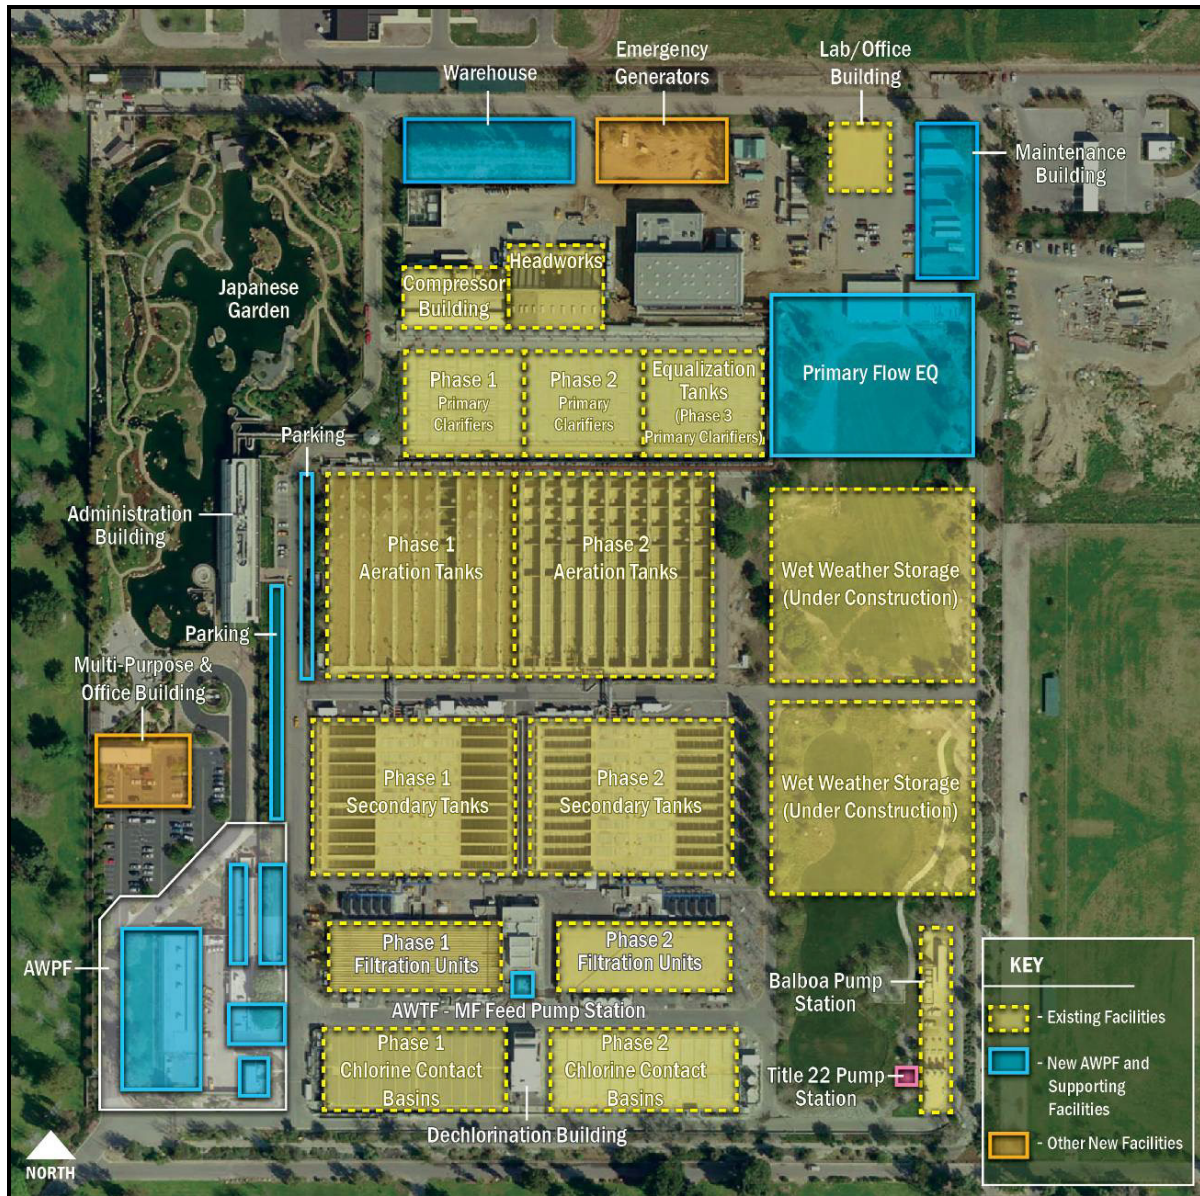 Warehouse
Emergency
Generators
Lab/Office
Building
Maintenance
Building
Headworks
Compressor
Building
Japanese
Garden
Phase 1
Primary
Clarifiers
Phase 2
Primary
Clarifiers
Equalization
Tanks
(Phase 3
Primary Clarifiers)
Primary Flow EQ
Parking
Administration
Building
Phase 1
Aeration Tanks
Phase 2
Aeration Tanks
Wet Weather Storage
(Under Construction)
Parking
Multi-Purpose &
Office Building
Phase 1
Secondary Tanks
Phase 2
Secondary Tanks
Wet Weather Storage
(Under Construction)
AWPF
Phase 1
Filtration Units
Phase 2
Filtration Units
AWTF - MF Feed Pump Station
Balboa Pump
Station
Phase 1
Chlorine Contact
Basins
Phase 2
Chlorine Contact
Basins
Title 22 Pump
Station
Dechlorination Building
NORTH
KEY
- Existing Facilities
- New AWPF and
Supporting
Facilities
- Other New Facilities